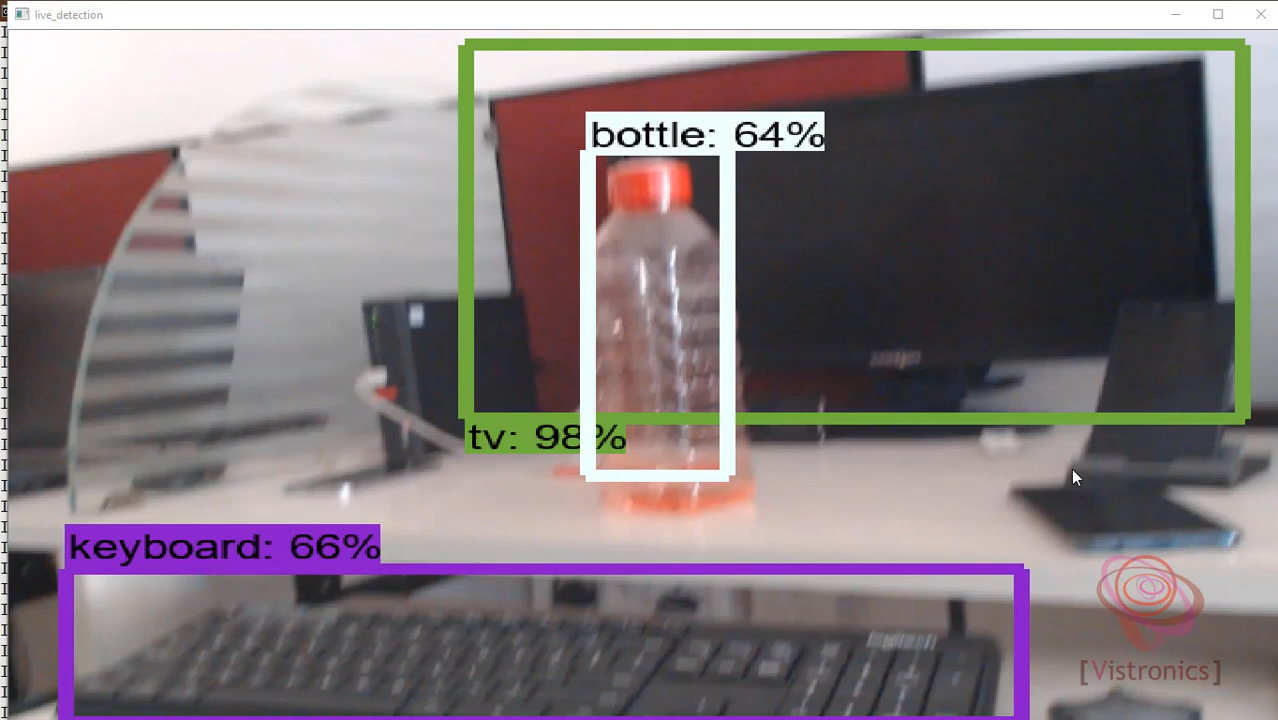 live_detection
bottle: 64%
tv: 98%
keyboard: 66%
[Vistronics]